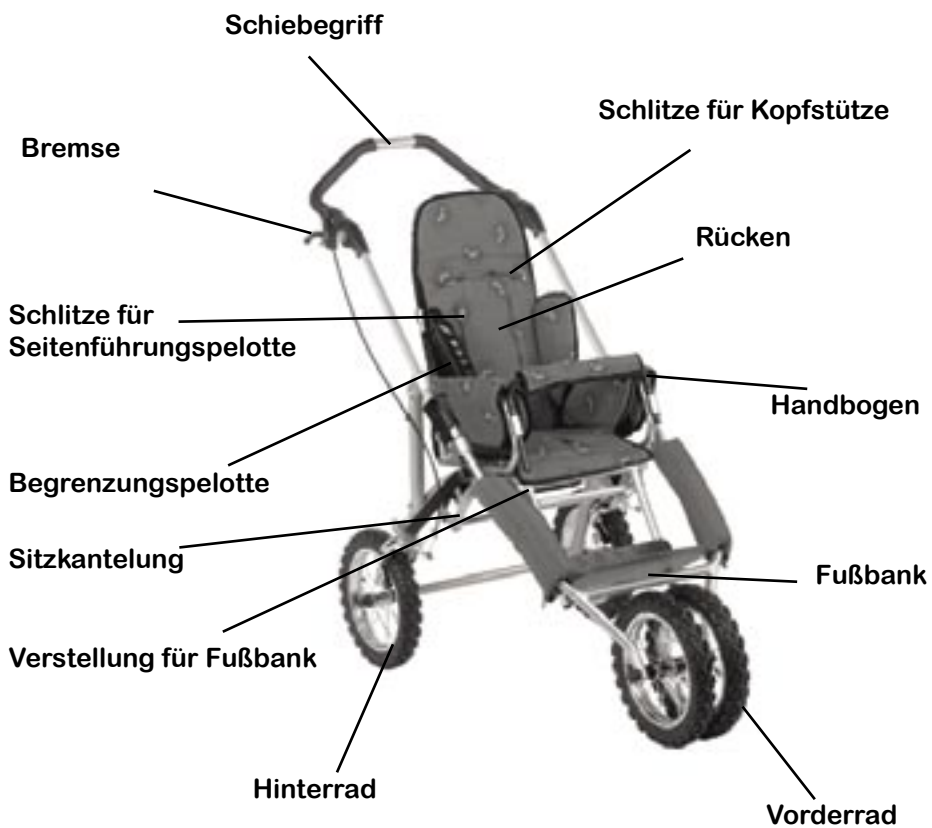 Schiebegriff
Schlitze für Kopfstütze
Bremse
Rücken
Schlitze für
Seitenführungspelotte
Handbogen
Begrenzungspelotte
Sitzkantelung
Fußbank
Verstellung für Fußbank
Hinterrad
Vorderrad